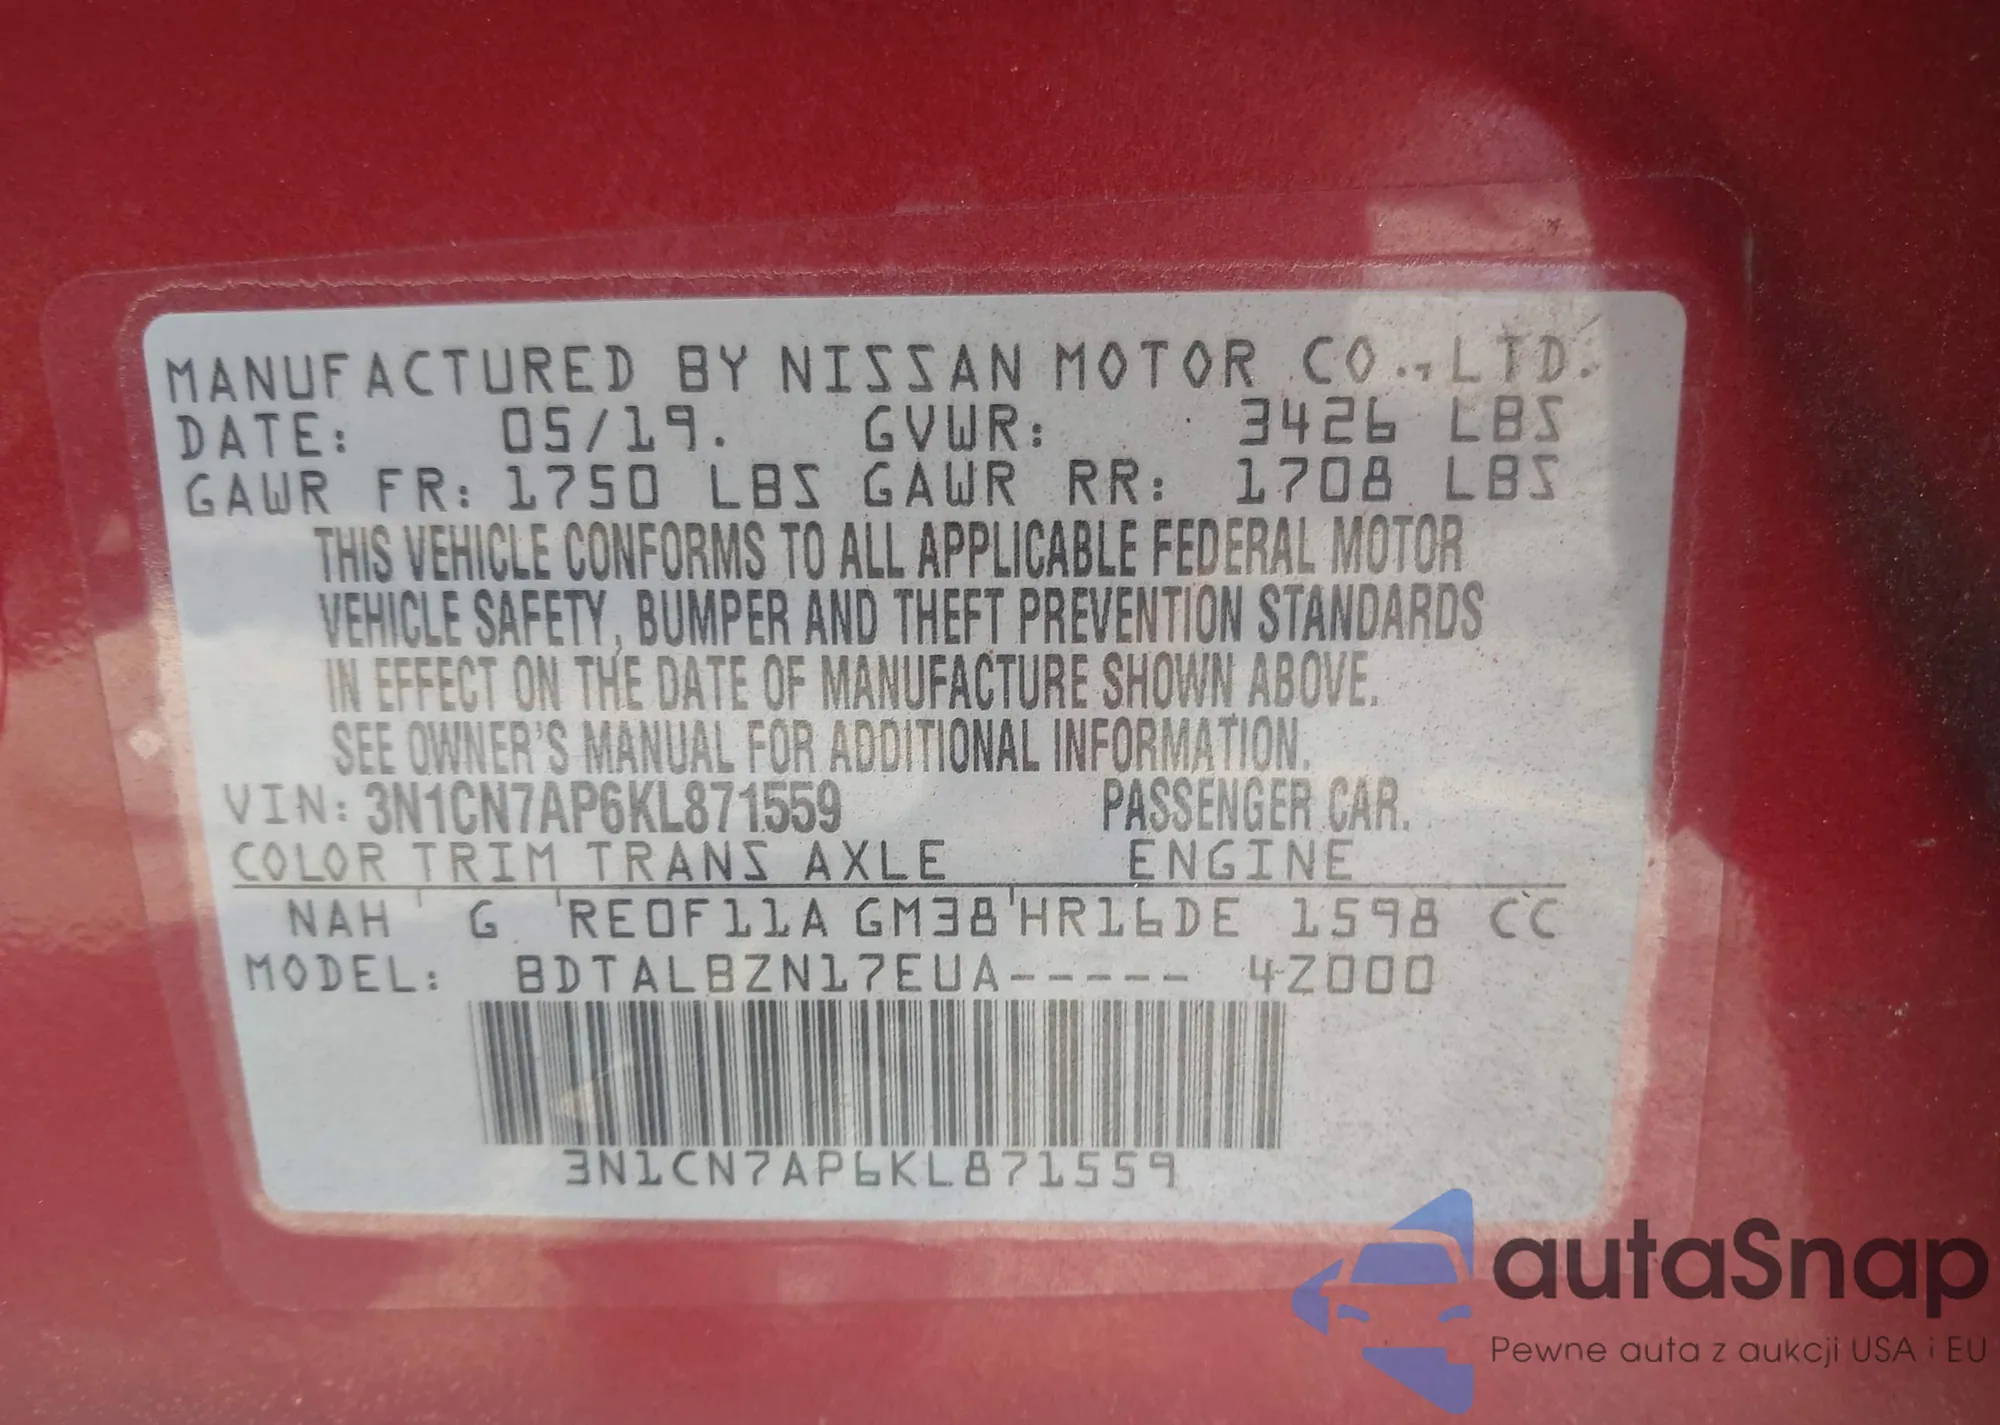 MANUFACTURED BY NISSAN MOTOR CO.,LTD.
DATE: 05/19. GVWR: 3426 LBS
GAWR FR: 1750 LBS GAWR RR: 1708 LBS
THIS VEHICLE CONFORMS TO ALL APPLICABLE FEDERAL MOTOR
VEHICLE SAFETY, BUMPER AND THEFT PREVENTION STANDARDS
IN EFFECT ON THE DATE OF MANUFACTURE SHOWN ABOVE.
SEE OWNER'S MANUAL FOR ADDITIONAL INFORMATION.
VIN: 3N1CN7AP6KL871559 PASSENGER CAR.
COLOR TRIM TRANS AXLE ENGINE
NAH G RE0F11A GM38 HR16DE 1598 CC
MODEL: BDTALBZN17EUA----- 4Z000
3N1CN7AP6KL871559
autaSnap
Pewne auta z aukcji USA i EU